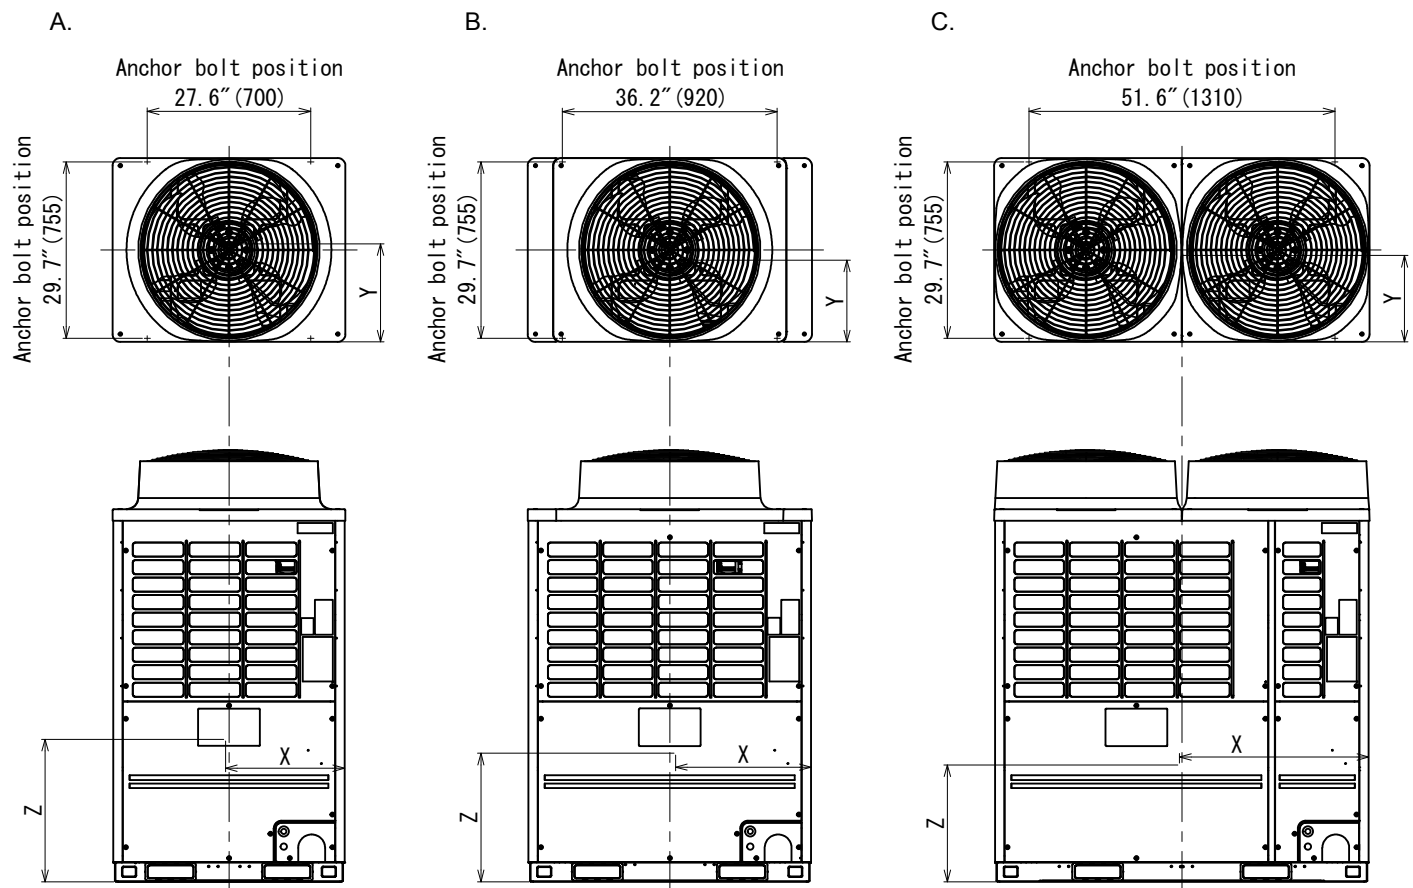 A.
B.
C.
Anchor bolt position
27.6″(700)
Anchor bolt position
36.2″(920)
Anchor bolt position
51.6″(1310)
Anchor bolt position
29.7″(755)
Y
Anchor bolt position
29.7″(755)
Y
Anchor bolt position
29.7″(755)
Y
X
Z
X
Z
X
Z